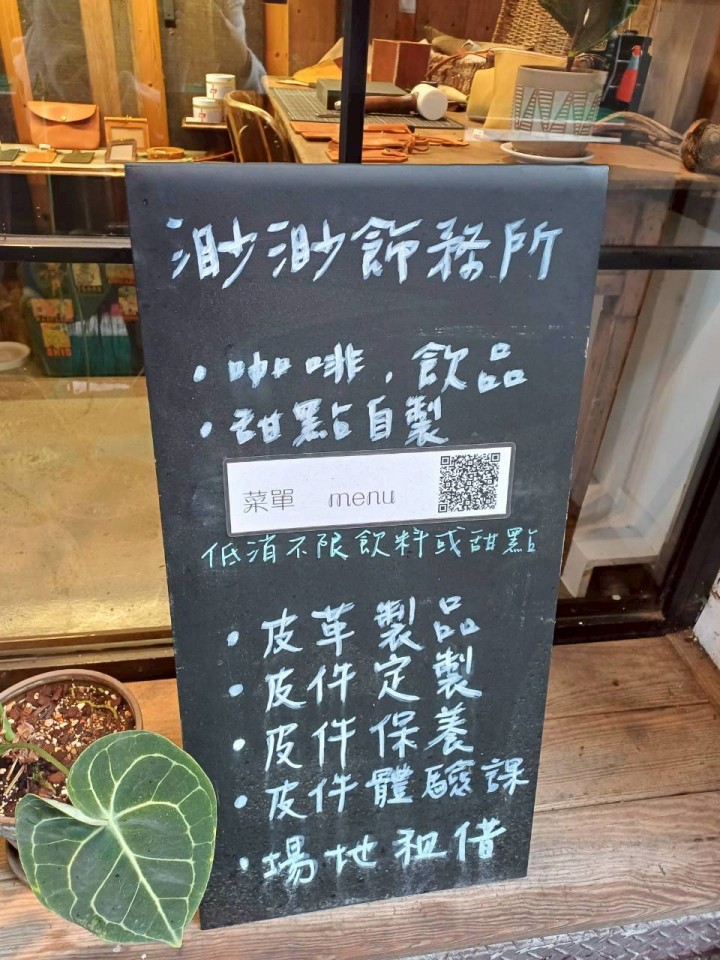 渺渺飾務所
・咖啡．飲品
・甜點自製
菜單 menu
低消不限飲料或甜點
・皮革製品
・皮件定製
・皮件保養
・皮件體驗課
・場地租借